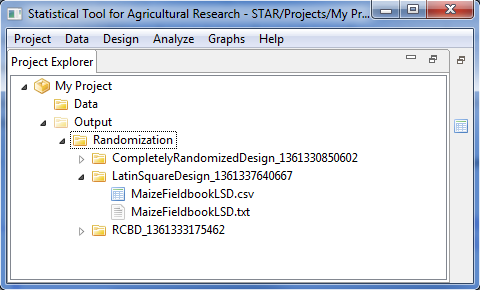 Statistical Tool for Agricultural Research - STAR/Projects/My Pr...
Project Data Design Analyze Graphs Help
Project Explorer
My Project
Data
Output
Randomization
CompletelyRandomizedDesign_1361330850602
LatinSquareDesign_1361337640667
MaizeFieldbookLSD.csv
MaizeFieldbookLSD.txt
RCBD_1361333175462